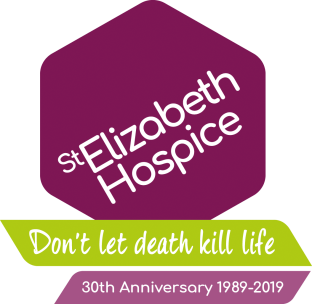 St Elizabeth
Hospice
Don't let death kill life
30th Anniversary 1989-2019